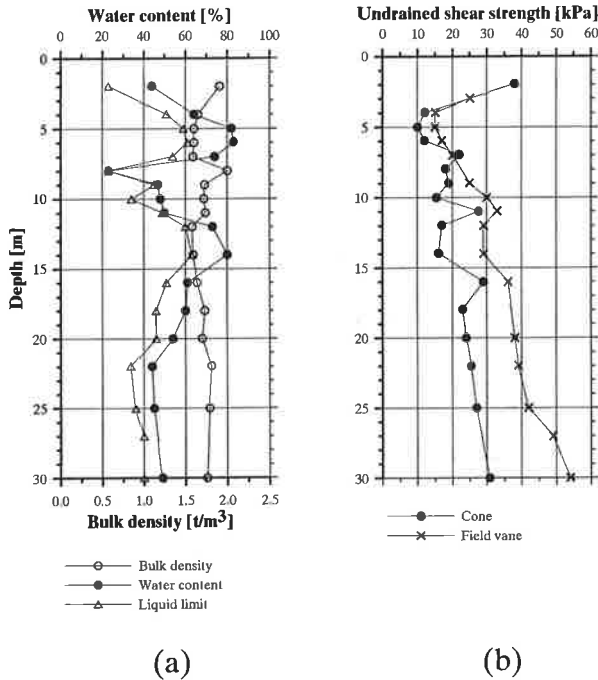 Water content [%]
0 20 40 60 80 100
0
5
10
15
20
25
30
Depth [m]
0.0 0.5 1.0 1.5 2.0 2.5
Bulk density [t/m3]
Bulk density
Water content
Liquid limit
(a)
Undrained shear strength [kPa]
0 10 20 30 40 50 60
0
5
10
15
20
25
30
Cone
Field vane
(b)